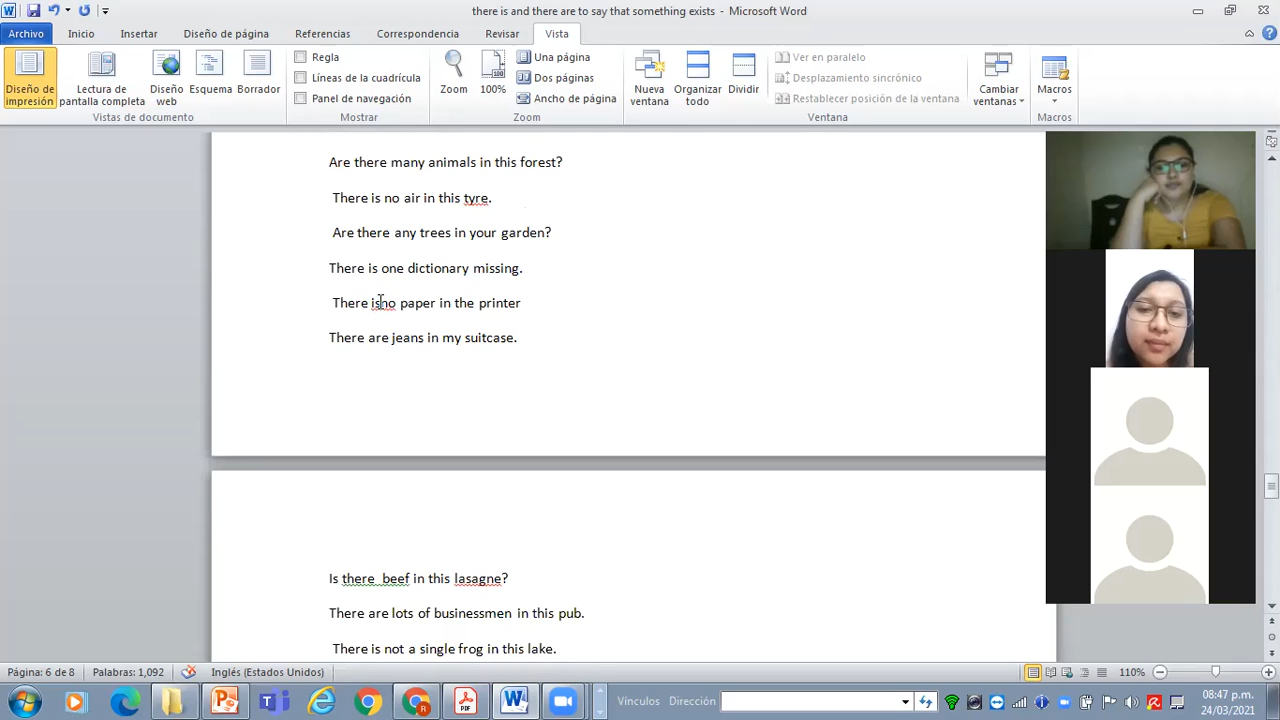 there is and there are to say that something exists - Microsoft Word
Archivo Inicio Insertar Diseño de página Referencias Correspondencia Revisar Vista
Diseño de impresión
Lectura de pantalla completa
Diseño web
Esquema
Borrador
Vistas de documento
Regla
Líneas de la cuadrícula
Panel de navegación
Mostrar
Zoom
100%
Una página
Dos páginas
Ancho de página
Zoom
Nueva ventana
Organizar todo
Dividir
Ver en paralelo
Desplazamiento sincrónico
Restablecer posición de la ventana
Ventana
Cambiar ventanas
Macros
Macros
Are there many animals in this forest?
There is no air in this tyre.
Are there any trees in your garden?
There is one dictionary missing.
There isno paper in the printer
There are jeans in my suitcase.
Is there beef in this lasagne?
There are lots of businessmen in this pub.
There is not a single frog in this lake.
Página: 6 de 8 Palabras: 1,092 Inglés (Estados Unidos) 110%
Vínculos Dirección
08:47 p.m.
24/03/2021